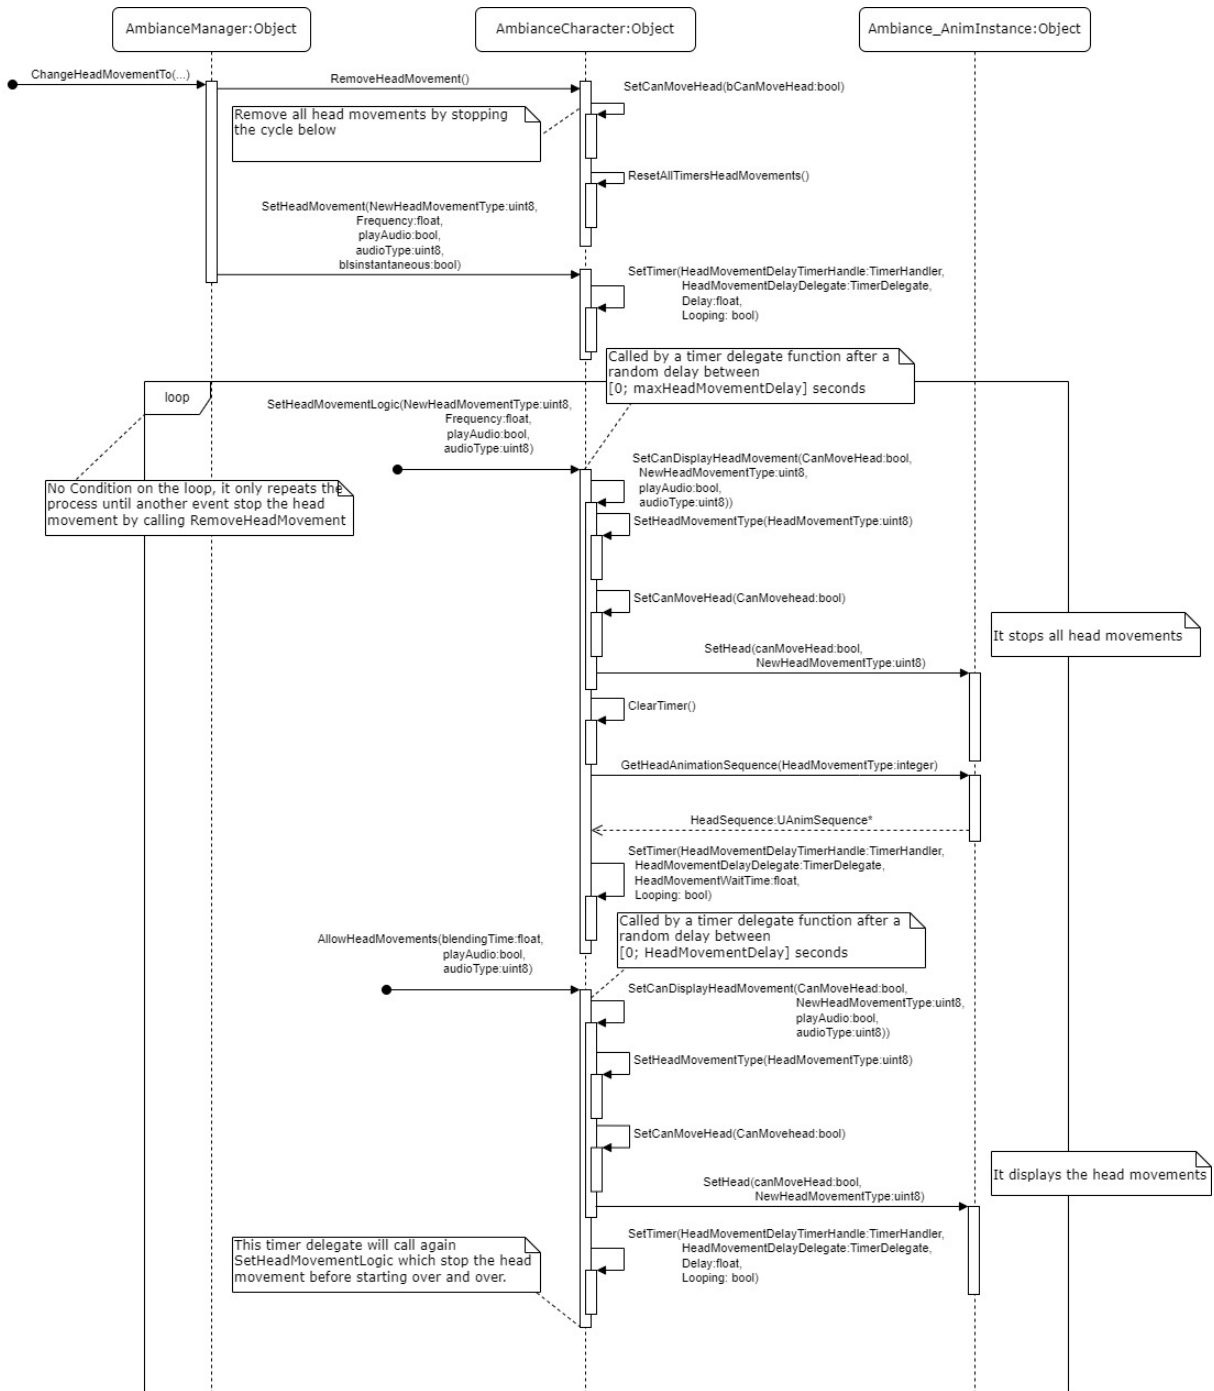 AmbianceManager:Object
AmbianceCharacter:Object
Ambiance_AnimInstance:Object
ChangeHeadMovementTo(...)
RemoveHeadMovement()
SetCanMoveHead(bCanMoveHead:bool)
Remove all head movements by stopping
the cycle below
ResetAllTimersHeadMovements()
SetHeadMovement(NewHeadMovementType:uint8,
Frequency:float,
playAudio:bool,
audioType:uint8,
bIsinstantaneous:bool)
SetTimer(HeadMovementDelayTimerHandle:TimerHandler,
HeadMovementDelayDelegate:TimerDelegate,
Delay:float,
Looping: bool)
Called by a timer delegate function after a
random delay between
[0; maxHeadMovementDelay] seconds
loop
SetHeadMovementLogic(NewHeadMovementType:uint8,
Frequency:float,
playAudio:bool,
audioType:uint8)
SetCanDisplayHeadMovement(CanMoveHead:bool,
NewHeadMovementType:uint8,
playAudio:bool,
audioType:uint8))
No Condition on the loop, it only repeats the
process until another event stop the head
movement by calling RemoveHeadMovement
SetHeadMovementType(HeadMovementType:uint8)
SetCanMoveHead(CanMovehead:bool)
It stops all head movements
SetHead(canMoveHead:bool,
NewHeadMovementType:uint8)
ClearTimer()
GetHeadAnimationSequence(HeadMovementType:integer)
HeadSequence:UAnimSequence*
SetTimer(HeadMovementDelayTimerHandle:TimerHandler,
HeadMovementDelayDelegate:TimerDelegate,
HeadMovementWaitTime:float,
Looping: bool)
Called by a timer delegate function after a
random delay between
[0; HeadMovementDelay] seconds
AllowHeadMovements(blendingTime:float,
playAudio:bool,
audioType:uint8)
SetCanDisplayHeadMovement(CanMoveHead:bool,
NewHeadMovementType:uint8,
playAudio:bool,
audioType:uint8))
SetHeadMovementType(HeadMovementType:uint8)
SetCanMoveHead(CanMovehead:bool)
It displays the head movements
SetHead(canMoveHead:bool,
NewHeadMovementType:uint8)
SetTimer(HeadMovementDelayTimerHandle:TimerHandler,
HeadMovementDelayDelegate:TimerDelegate,
Delay:float,
Looping: bool)
This timer delegate will call again
SetHeadMovementLogic which stop the head
movement before starting over and over.